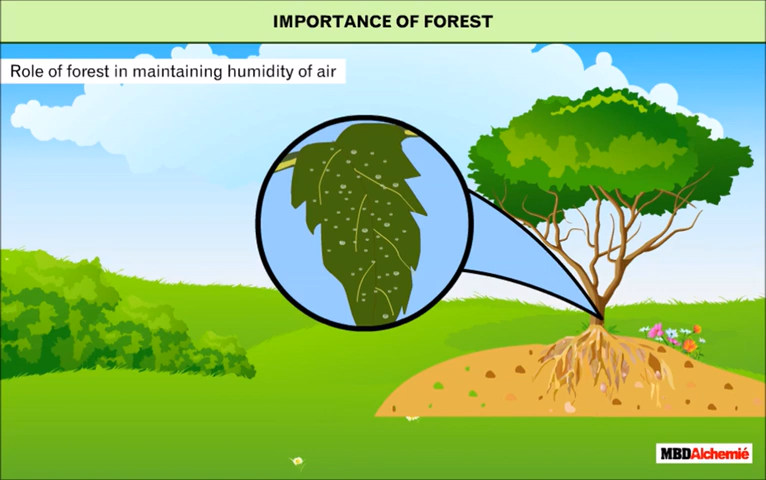 IMPORTANCE OF FOREST
Role of forest in maintaining humidity of air
MBDAlchemié